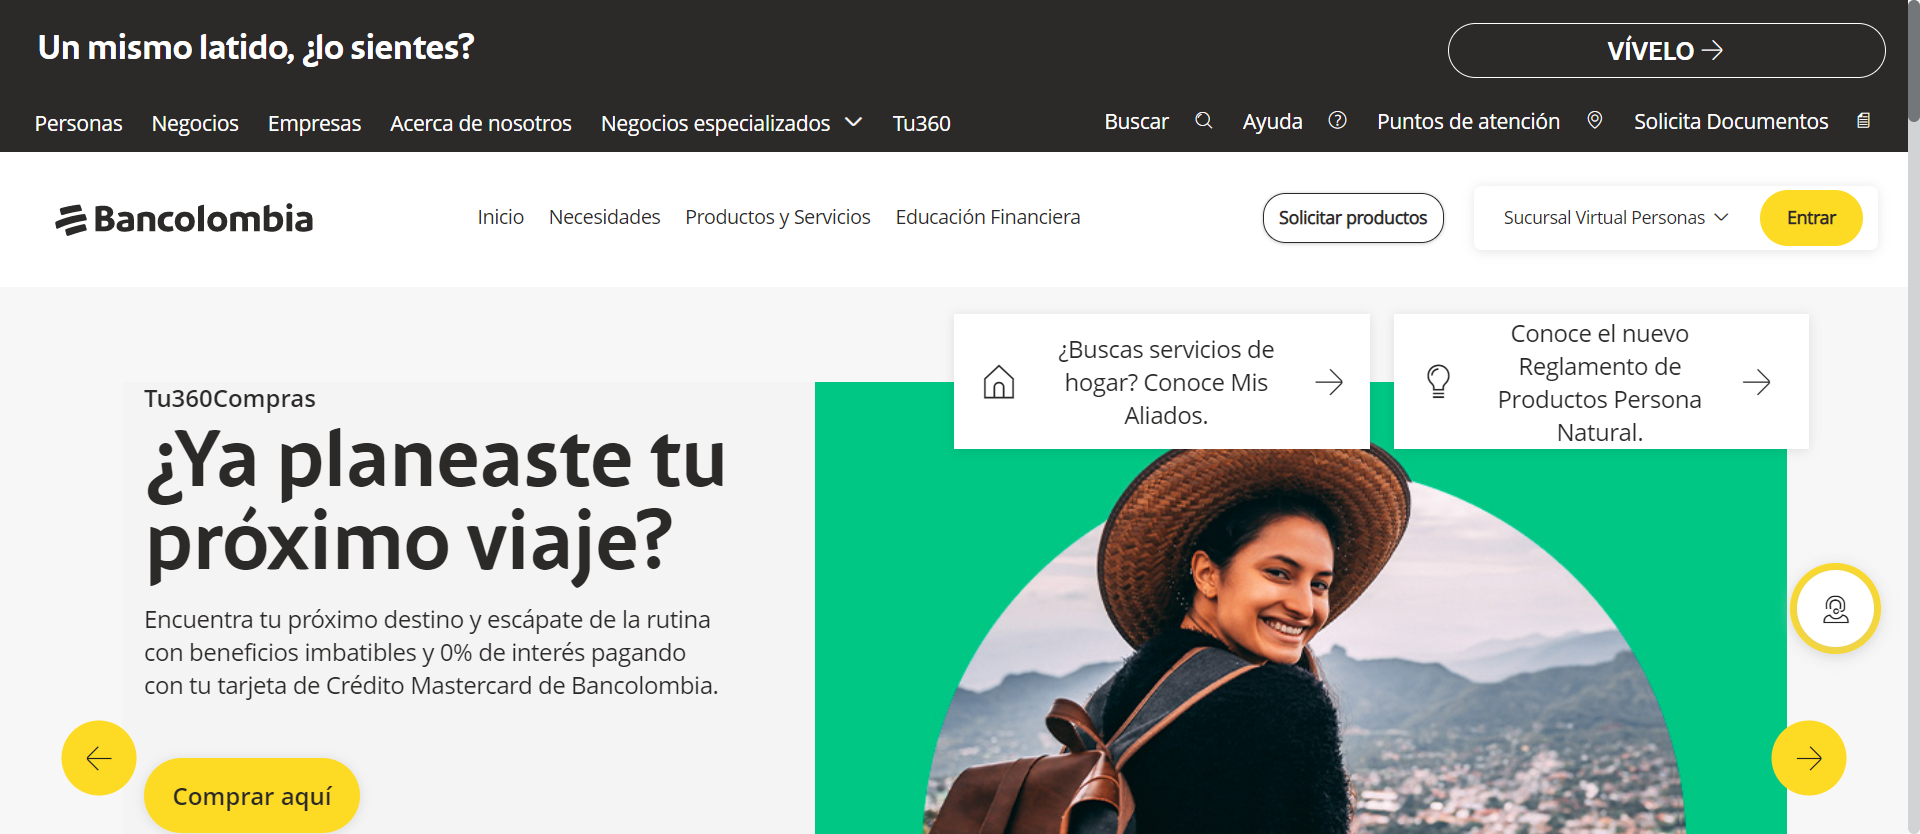 Un mismo latido, ¿lo sientes?
VÍVELO
Personas Negocios Empresas Acerca de nosotros Negocios especializados Tu360
Buscar Ayuda Puntos de atención Solicita Documentos
Bancolombia
Inicio Necesidades Productos y Servicios Educación Financiera
Solicitar productos
Sucursal Virtual Personas
Entrar
¿Buscas servicios de
hogar? Conoce Mis
Aliados.
Conoce el nuevo
Reglamento de
Productos Persona
Natural.
Tu360Compras
¿Ya planeaste tu
próximo viaje?
Encuentra tu próximo destino y escápate de la rutina
con beneficios imbatibles y 0% de interés pagando
con tu tarjeta de Crédito Mastercard de Bancolombia.
Comprar aquí